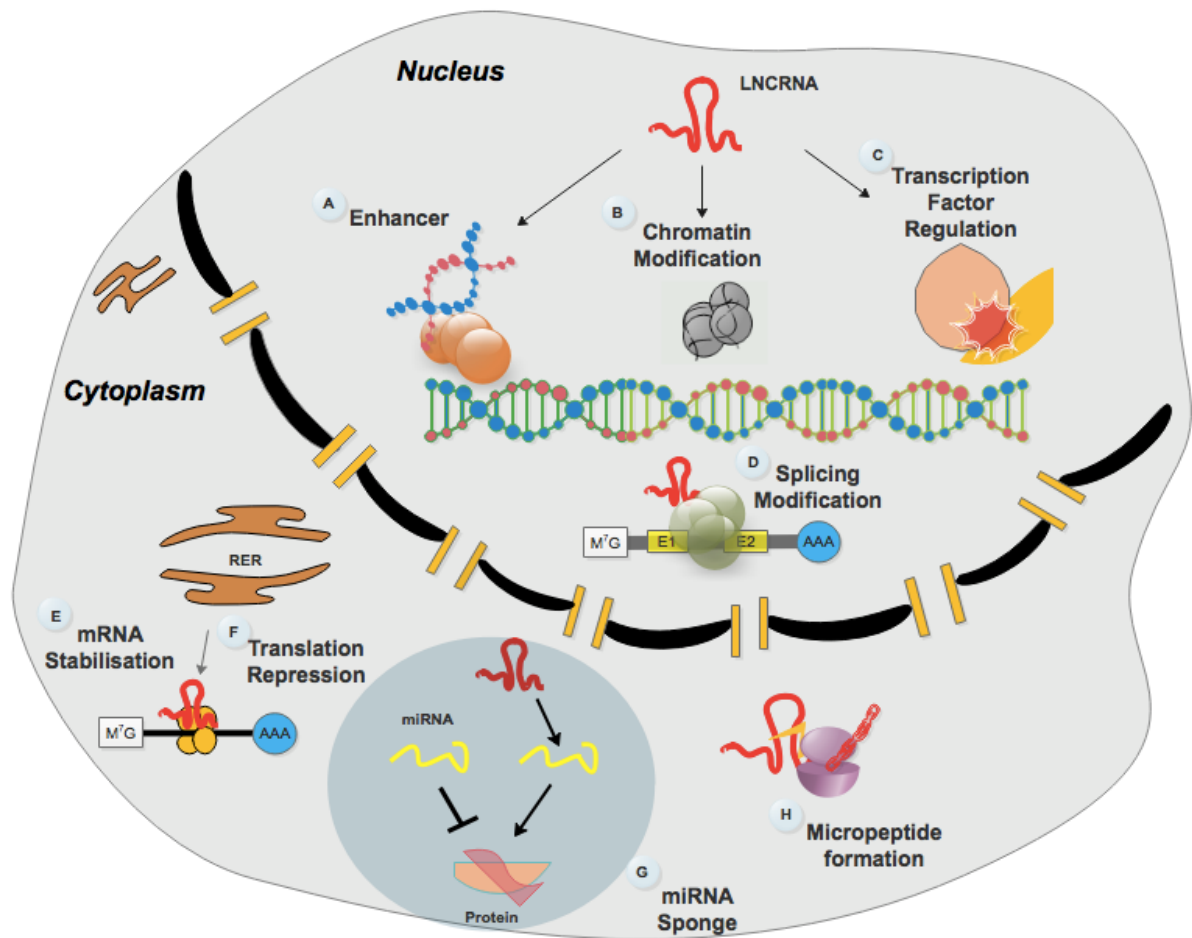 Nucleus
LNCRNA
A
Enhancer
B
Chromatin
Modification
C
Transcription
Factor
Regulation
Cytoplasm
D
Splicing
Modification
M⁷G
E1
E2
AAA
RER
E
mRNA
Stabilisation
F
Translation
Repression
M⁷G
AAA
miRNA
Protein
G
miRNA
Sponge
H
Micropeptide
formation